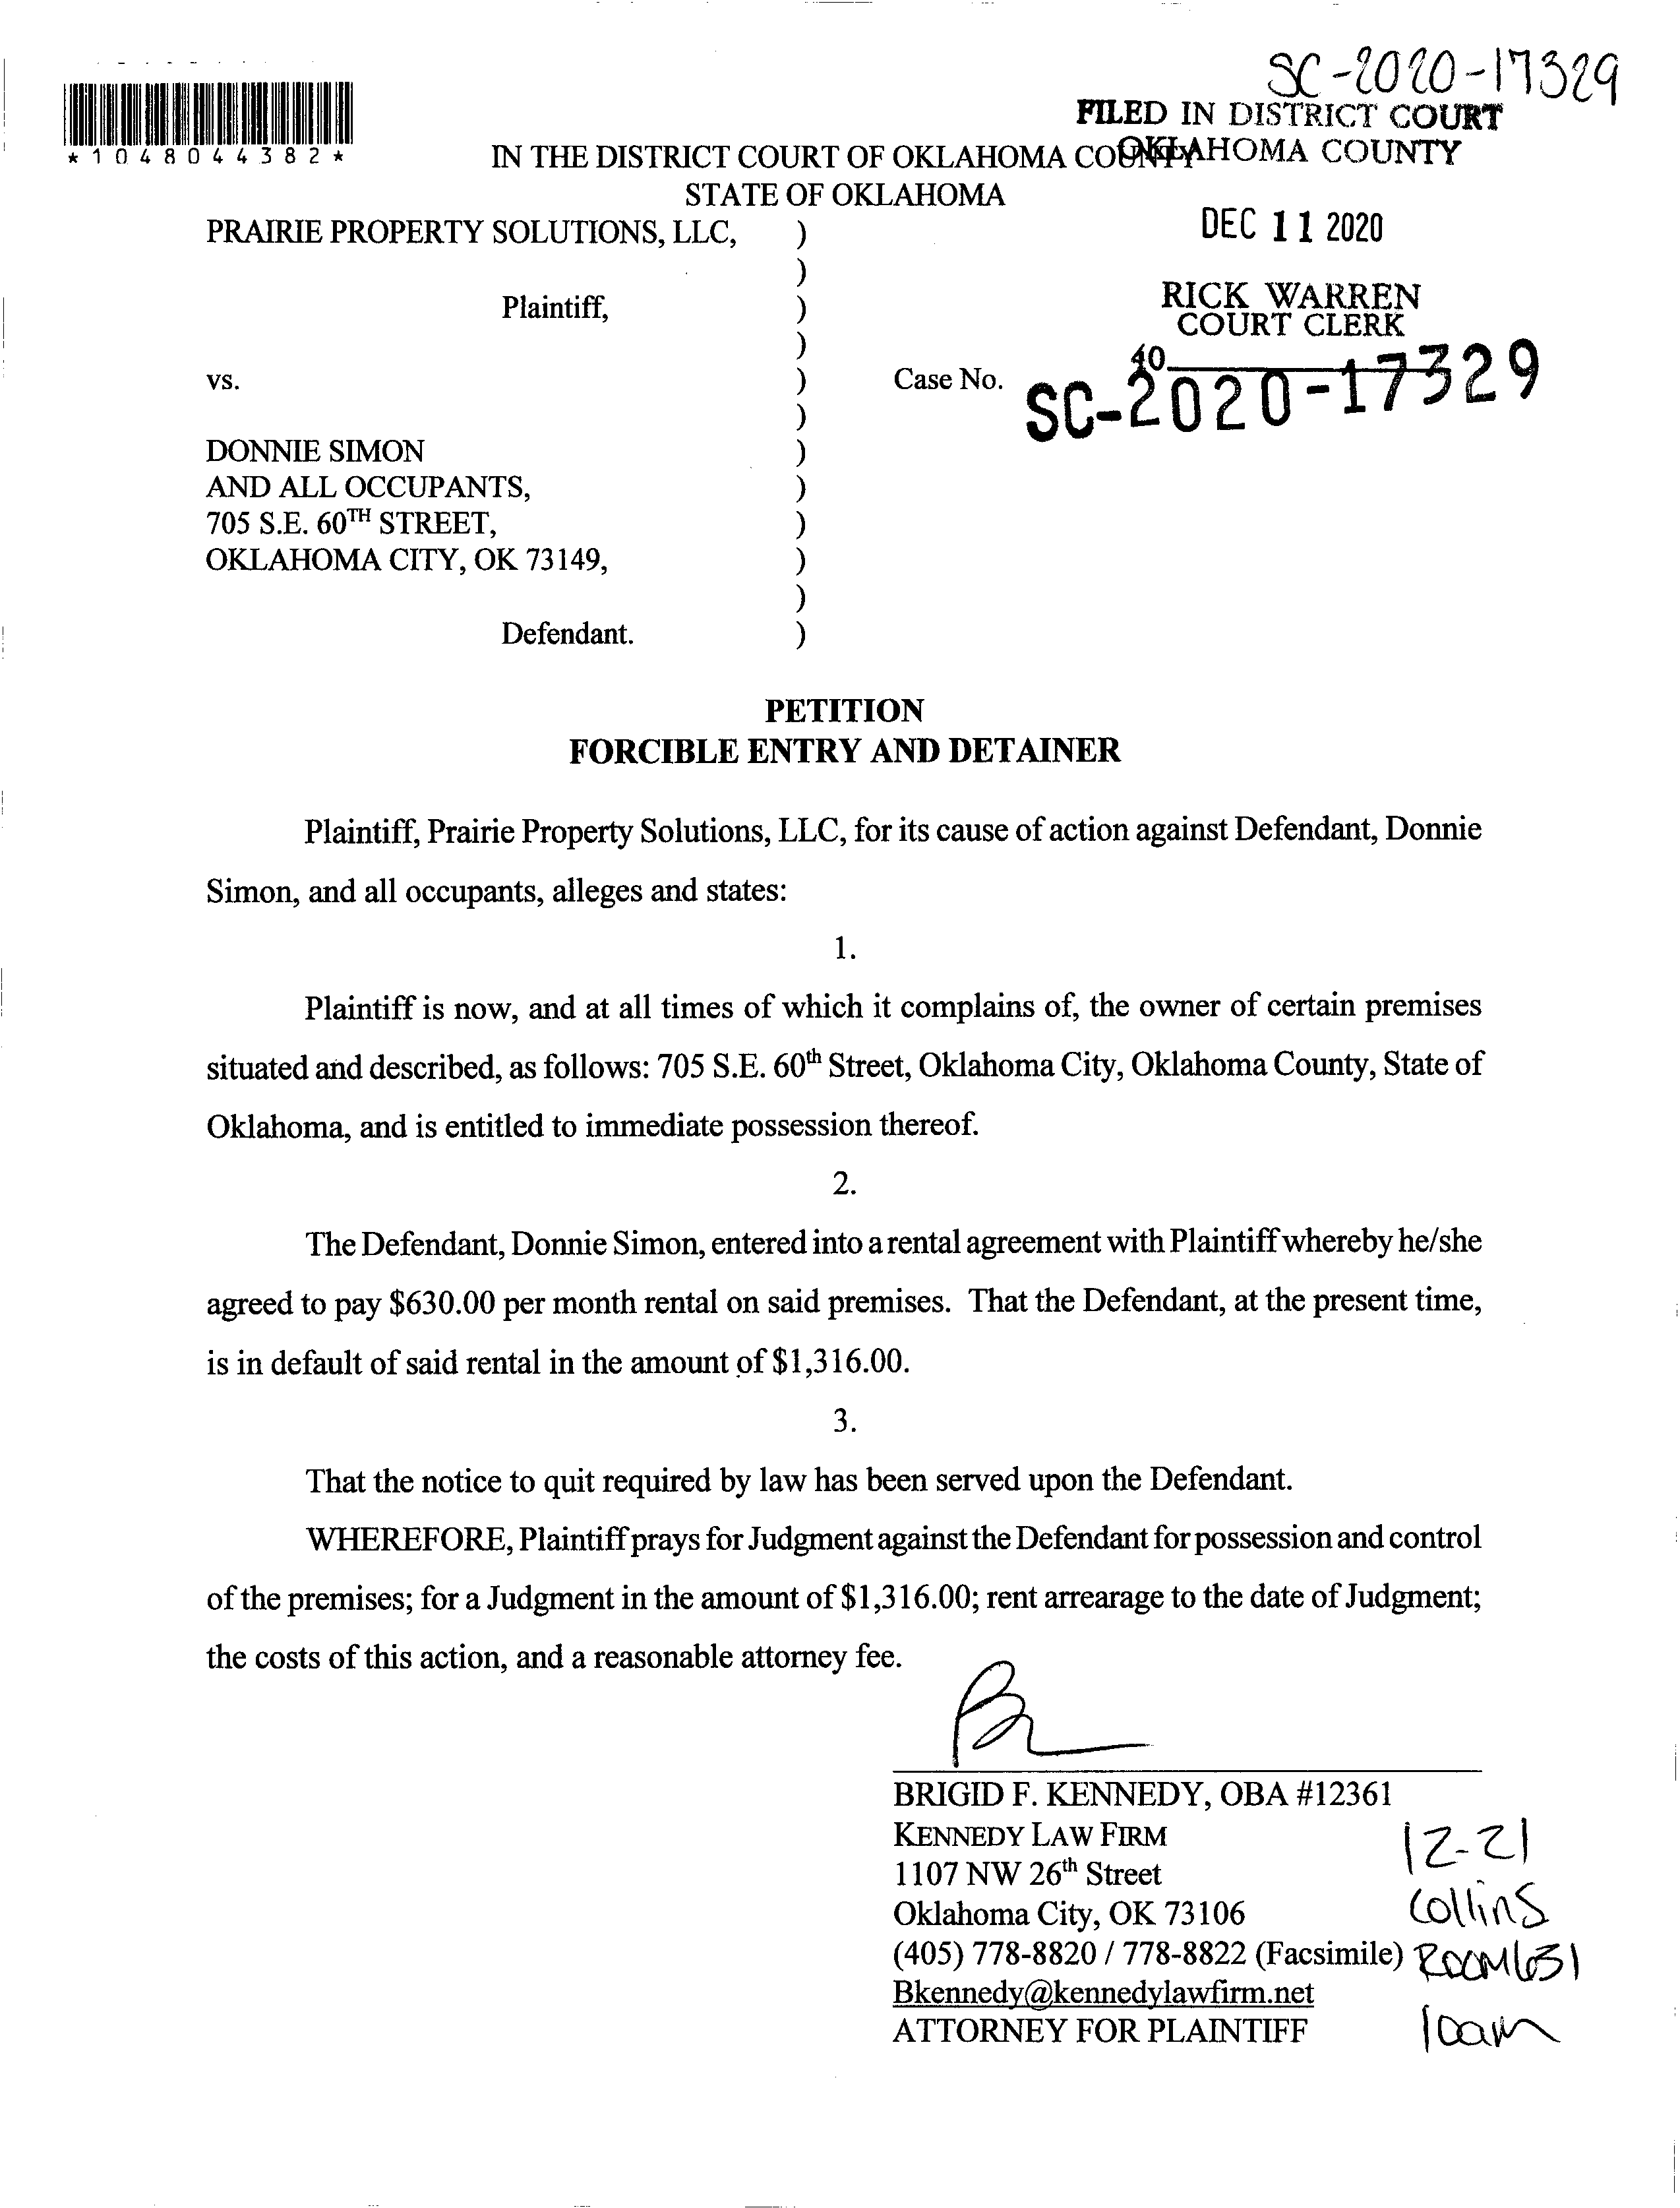 SC-2020-17329
FILED IN DISTRICT COURT
OKLAHOMA COUNTY
*1048044382*
IN THE DISTRICT COURT OF OKLAHOMA COUNTY
STATE OF OKLAHOMA
DEC 11 2020
PRAIRIE PROPERTY SOLUTIONS, LLC, )
)
RICK WARREN
COURT CLERK
Plaintiff, )
)
40
vs. ) Case No. SC-2020-17329
)
DONNIE SIMON )
AND ALL OCCUPANTS, )
705 S.E. 60TH STREET, )
OKLAHOMA CITY, OK 73149, )
)
Defendant. )
PETITION
FORCIBLE ENTRY AND DETAINER
Plaintiff, Prairie Property Solutions, LLC, for its cause of action against Defendant, Donnie
Simon, and all occupants, alleges and states:
1.
Plaintiff is now, and at all times of which it complains of, the owner of certain premises
situated and described, as follows: 705 S.E. 60th Street, Oklahoma City, Oklahoma County, State of
Oklahoma, and is entitled to immediate possession thereof.
2.
The Defendant, Donnie Simon, entered into a rental agreement with Plaintiff whereby he/she
agreed to pay $630.00 per month rental on said premises. That the Defendant, at the present time,
is in default of said rental in the amount of $1,316.00.
3.
That the notice to quit required by law has been served upon the Defendant.
WHEREFORE, Plaintiff prays for Judgment against the Defendant for possession and control
of the premises; for a Judgment in the amount of $1,316.00; rent arrearage to the date of Judgment;
the costs of this action, and a reasonable attorney fee.
BRIGID F. KENNEDY, OBA #12361
KENNEDY LAW FIRM
1107 NW 26th Street
Oklahoma City, OK 73106
(405) 778-8820 / 778-8822 (Facsimile)
Bkennedy@kennedylawfirm.net
ATTORNEY FOR PLAINTIFF
12-21
Collins
ROOM 631
10am